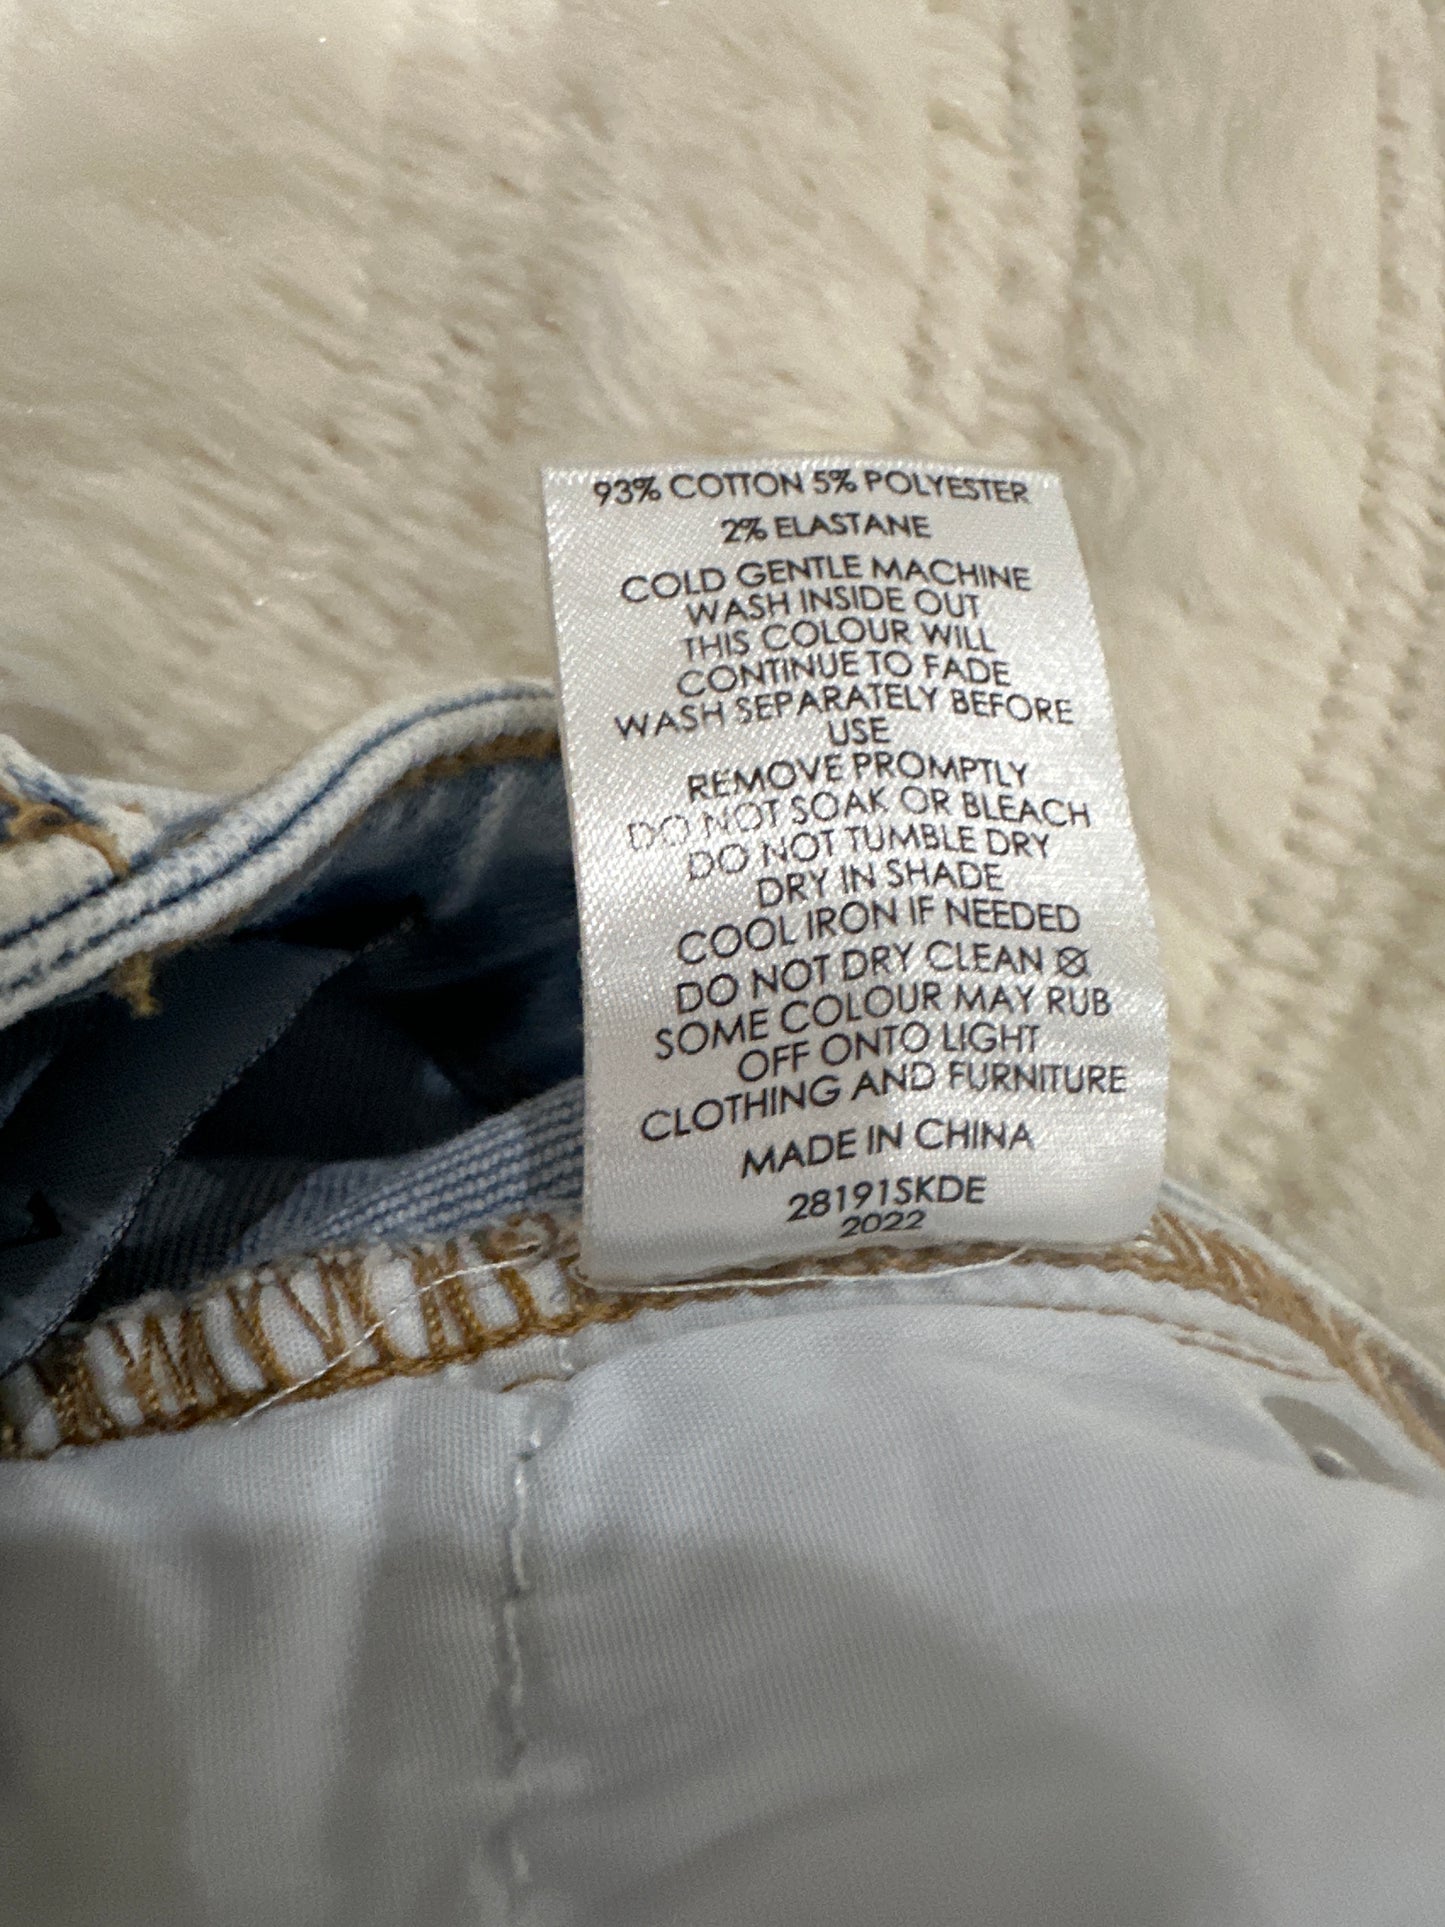 93% COTTON 5% POLYESTER
2% ELASTANE
COLD GENTLE MACHINE
WASH INSIDE OUT
THIS COLOUR WILL
CONTINUE TO FADE
WASH SEPARATELY BEFORE
USE
REMOVE PROMPTLY
DO NOT SOAK OR BLEACH
DO NOT TUMBLE DRY
DRY IN SHADE
COOL IRON IF NEEDED
DO NOT DRY CLEAN
SOME COLOUR MAY RUB
OFF ONTO LIGHT
CLOTHING AND FURNITURE
MADE IN CHINA
28191SKDE
2022